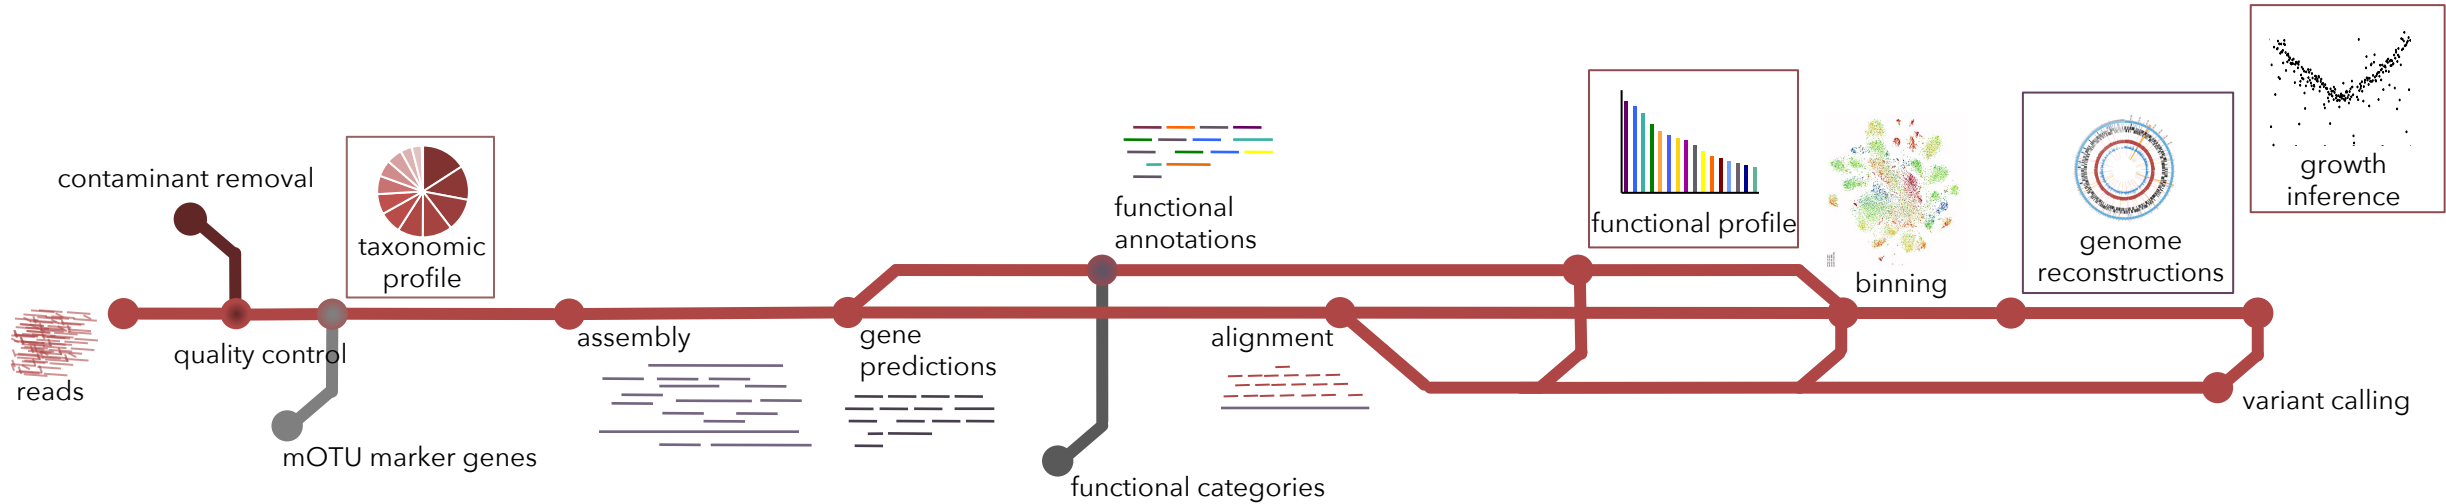 contaminant removal
taxonomic
profile
reads
quality control
mOTU marker genes
assembly
gene
predictions
functional
annotations
functional categories
alignment
functional profile
binning
genome
reconstructions
growth
inference
variant calling